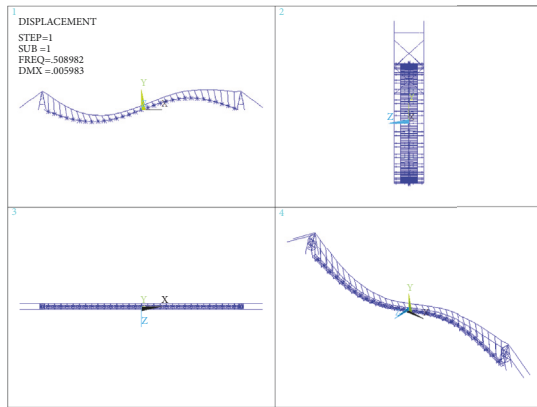 1
DISPLACEMENT
STEP=1
SUB =1
FREQ=.508982
DMX =.005983
Y
X
2
Z
X
3
Y
X
Z
4
Y